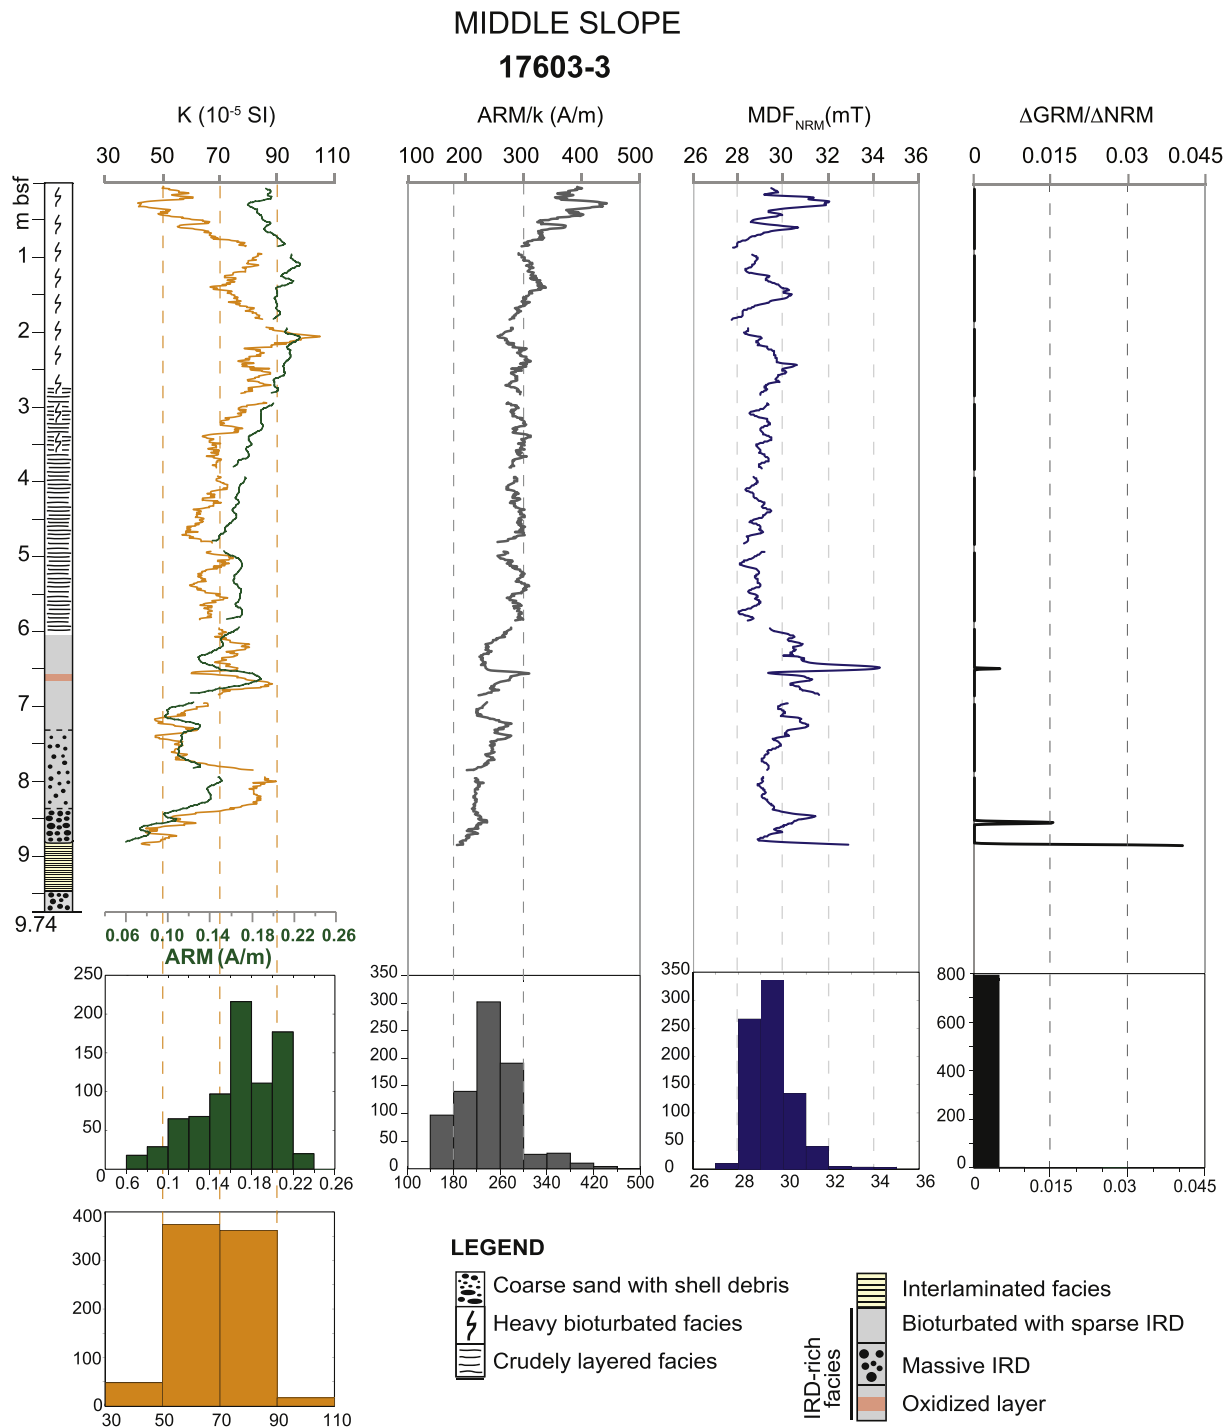 MIDDLE SLOPE
17603-3
K (10⁻⁵ SI) ARM/k (A/m) MDF_NRM(mT) ΔGRM/ΔNRM
30 50 70 90 110 100 200 300 400 500 28 28 30 32 34 36 0 0.015 0.03 0.045
m bsf
1
2
3
4
5
6
7
8
9
9.74
0.06 0.10 0.14 0.18 0.22 0.26
ARM (A/m)
250
200
150
100
50
0
0.6 0.1 0.14 0.18 0.22 0.26
350
300
250
200
150
100
50
0
100 180 260 340 420 500
350
300
250
200
150
100
50
0
26 28 30 32 34 36
800
600
400
200
0
0 0.015 0.03 0.045
400
300
200
100
0
30 50 70 90 110
LEGEND
Coarse sand with shell debris
Heavy bioturbated facies
Crudely layered facies
Interlaminated facies
IRD-rich
facies
Bioturbated with sparse IRD
Massive IRD
Oxidized layer